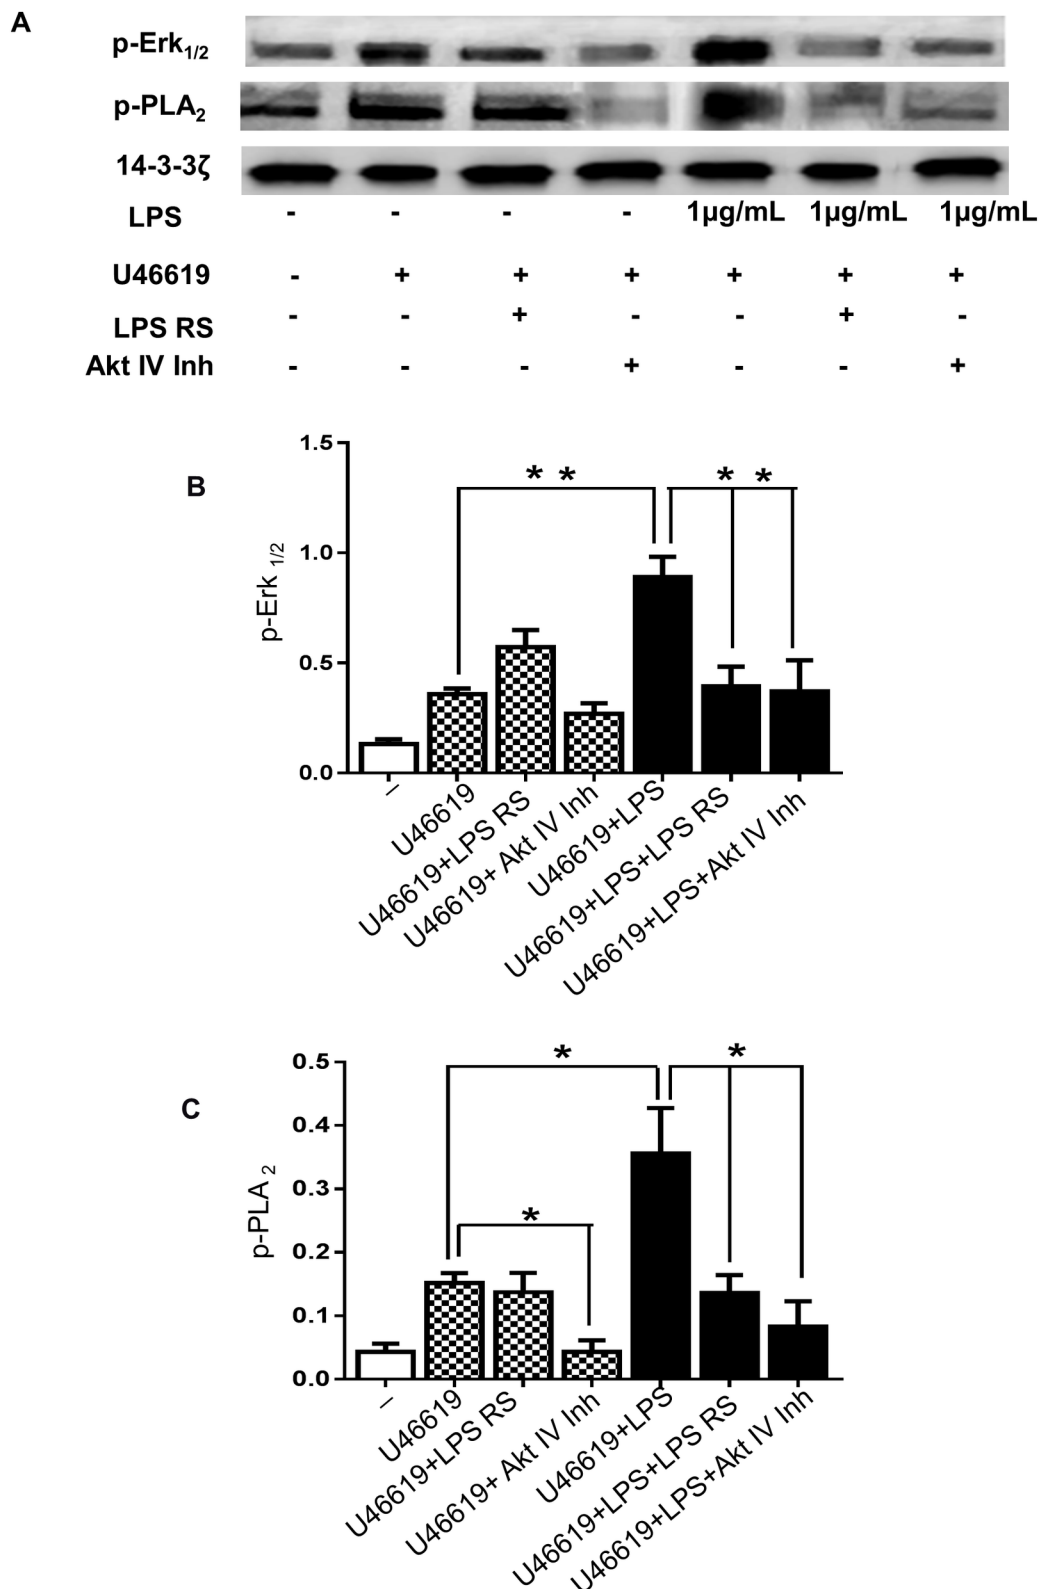 A
p-Erk1/2
p-PLA2
14-3-3ζ
LPS - - - - 1µg/mL 1µg/mL 1µg/mL
U46619 - + + + + + +
LPS RS - - + - - + -
Akt IV Inh - - - + - - +
B
p-Erk 1/2
1.5
1.0
0.5
0.0
* *
* *
–
U46619
U46619+LPS RS
U46619+ Akt IV Inh
U46619+LPS
U46619+LPS+LPS RS
U46619+LPS+Akt IV Inh
C
p-PLA 2
0.5
0.4
0.3
0.2
0.1
0.0
*
*
*
–
U46619
U46619+LPS RS
U46619+ Akt IV Inh
U46619+LPS
U46619+LPS+LPS RS
U46619+LPS+Akt IV Inh